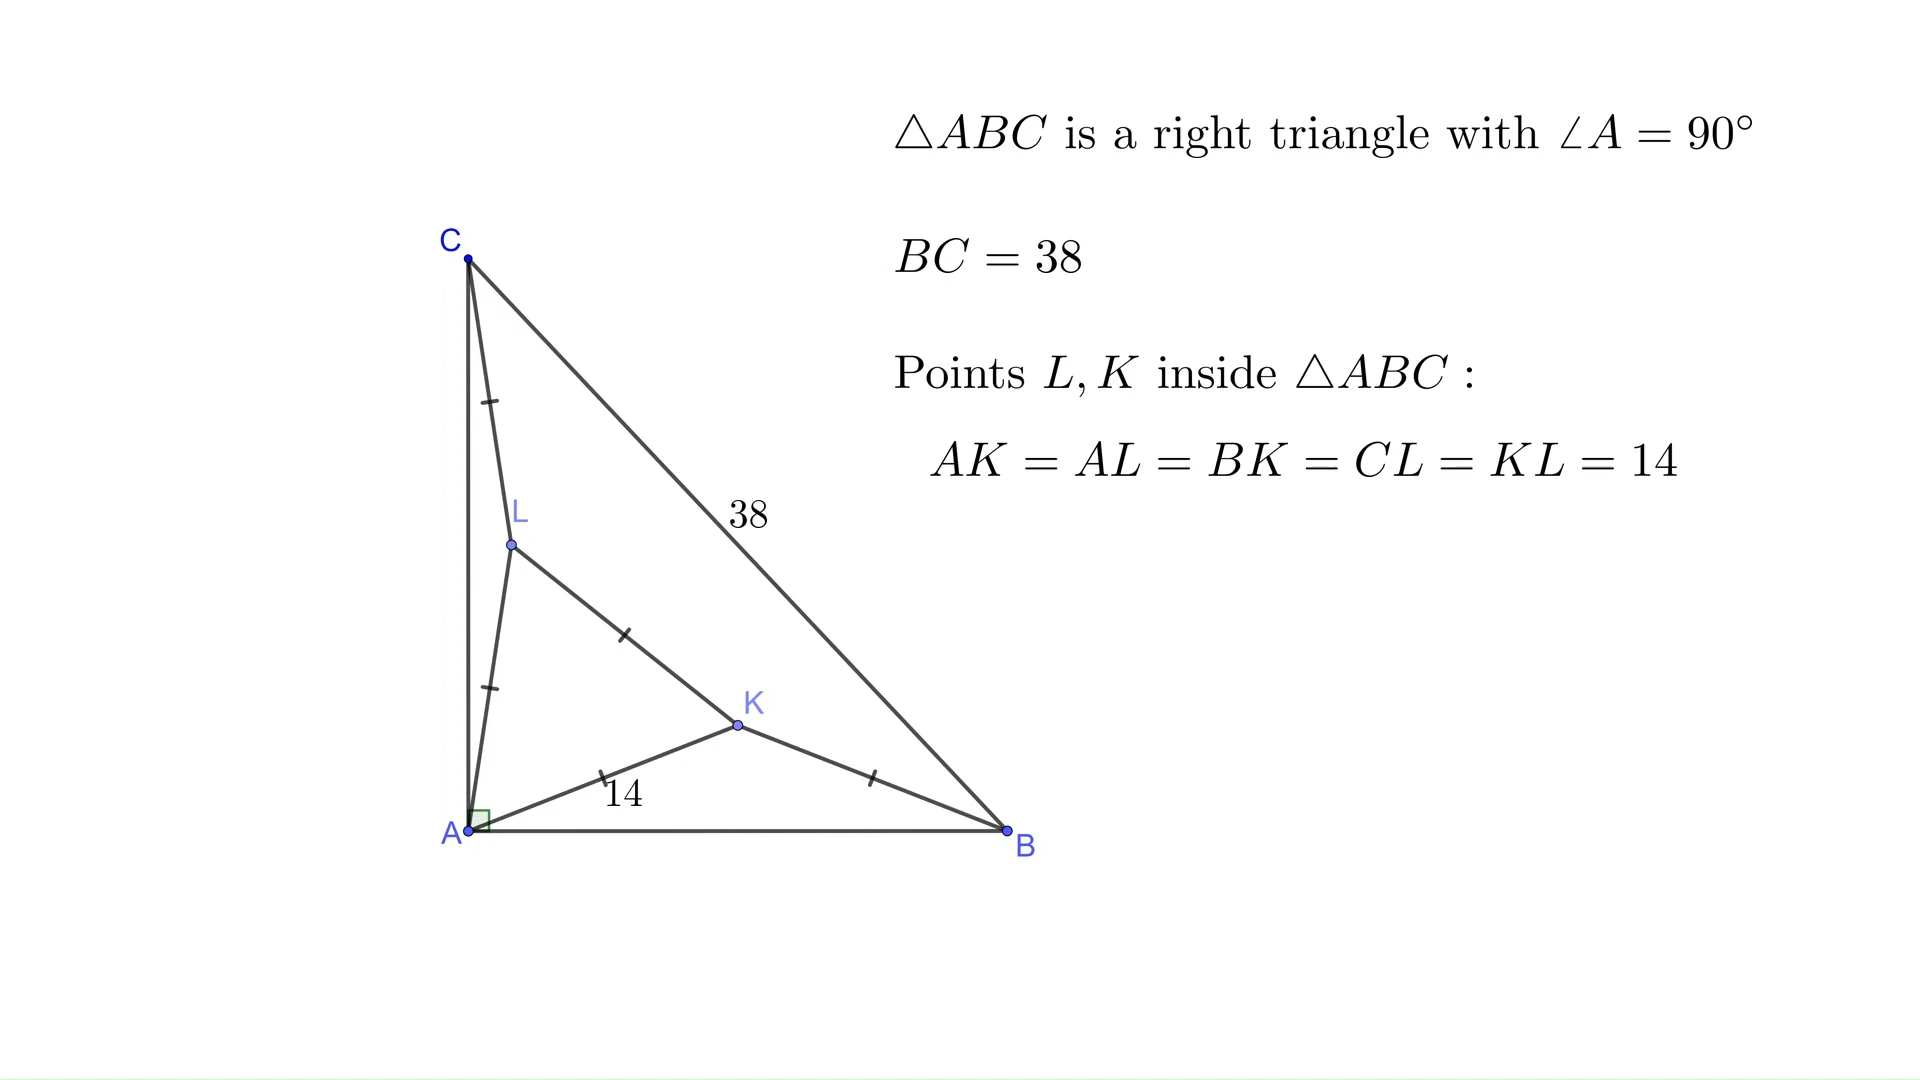 △ABC is a right triangle with ∠A = 90°
C
BC = 38
Points L, K inside △ABC :
AK = AL = BK = CL = KL = 14
L
38
K
14
A
B